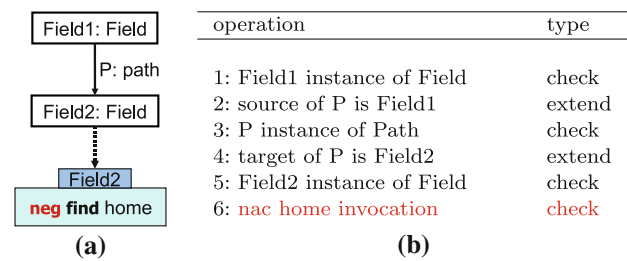 Field1: Field
P: path
Field2: Field
Field2
neg find home
(a)
operation type
1: Field1 instance of Field check
2: source of P is Field1 extend
3: P instance of Path check
4: target of P is Field2 extend
5: Field2 instance of Field check
6: nac home invocation check
(b)